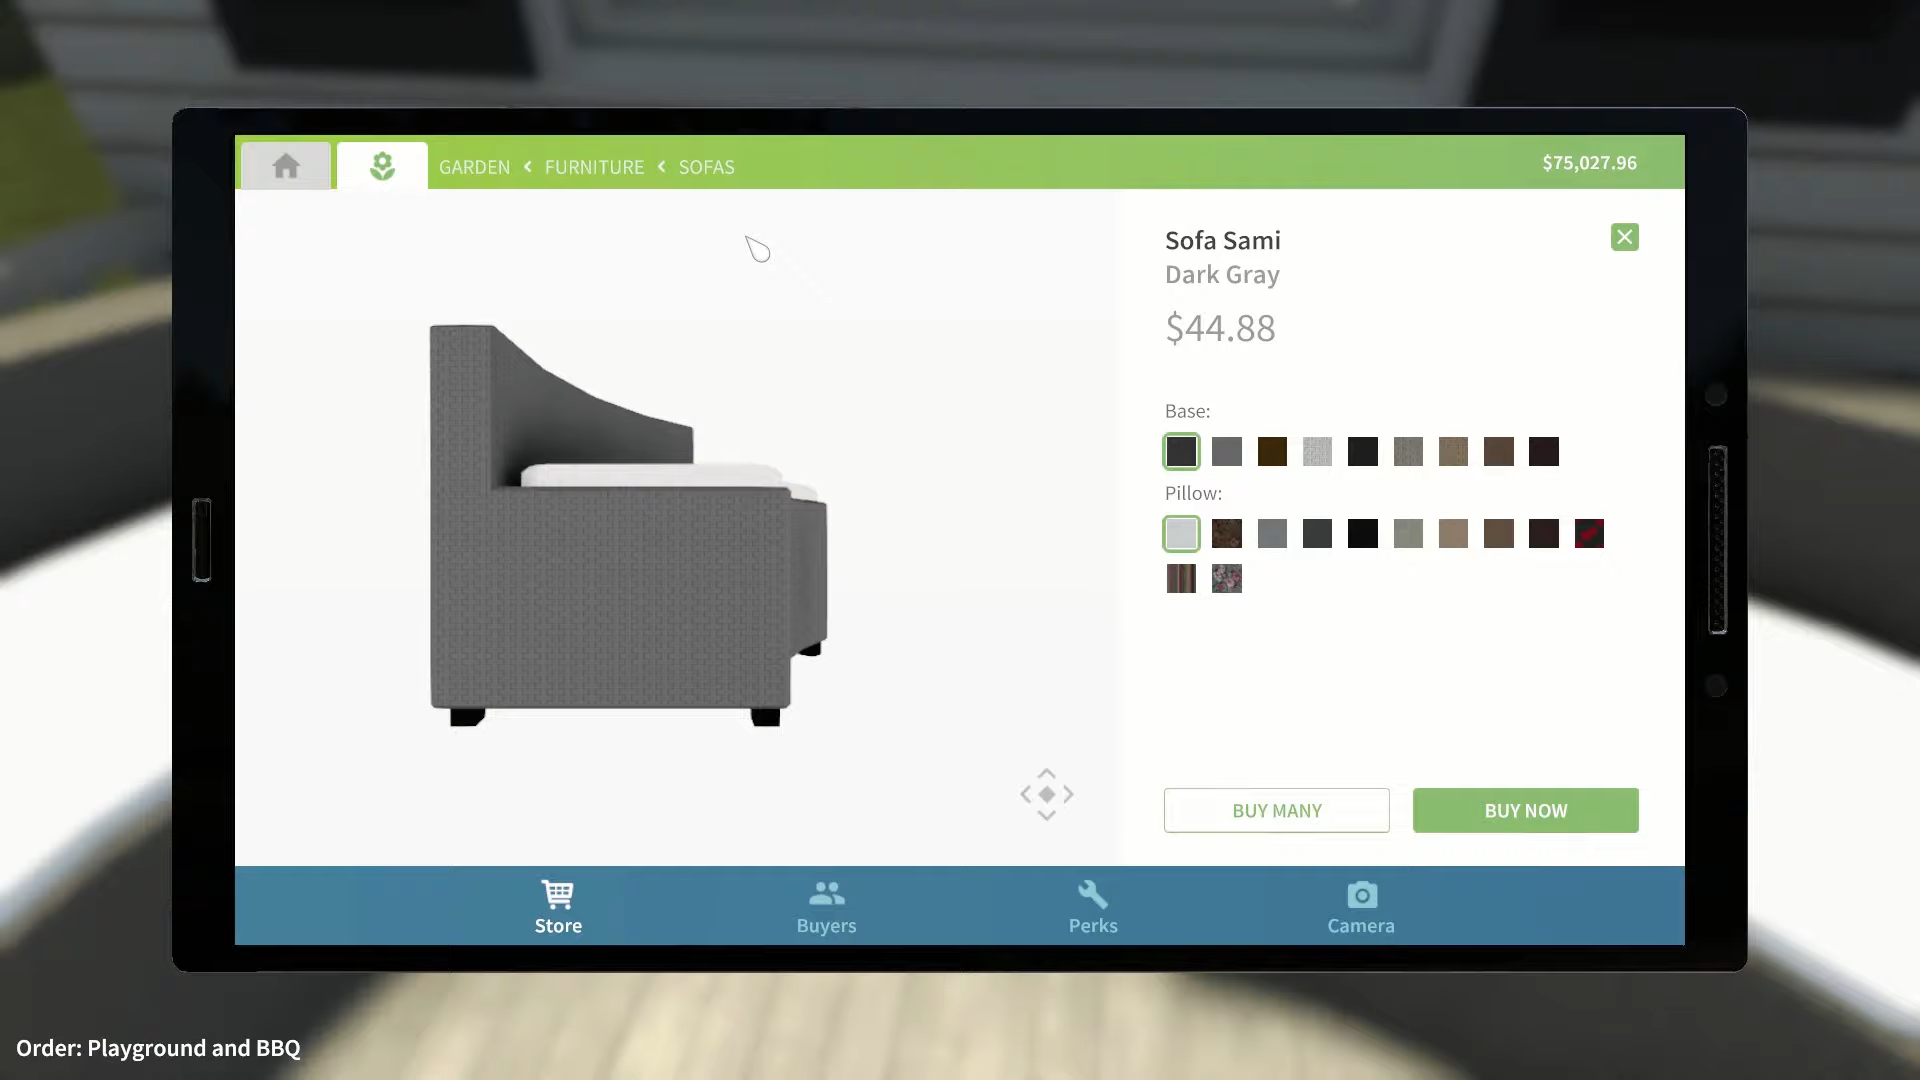 GARDEN < FURNITURE < SOFAS
$75,027.96
Sofa Sami
Dark Gray
$44.88
Base:
Pillow:
BUY MANY
BUY NOW
Store
Buyers
Perks
Camera
Order: Playground and BBQ